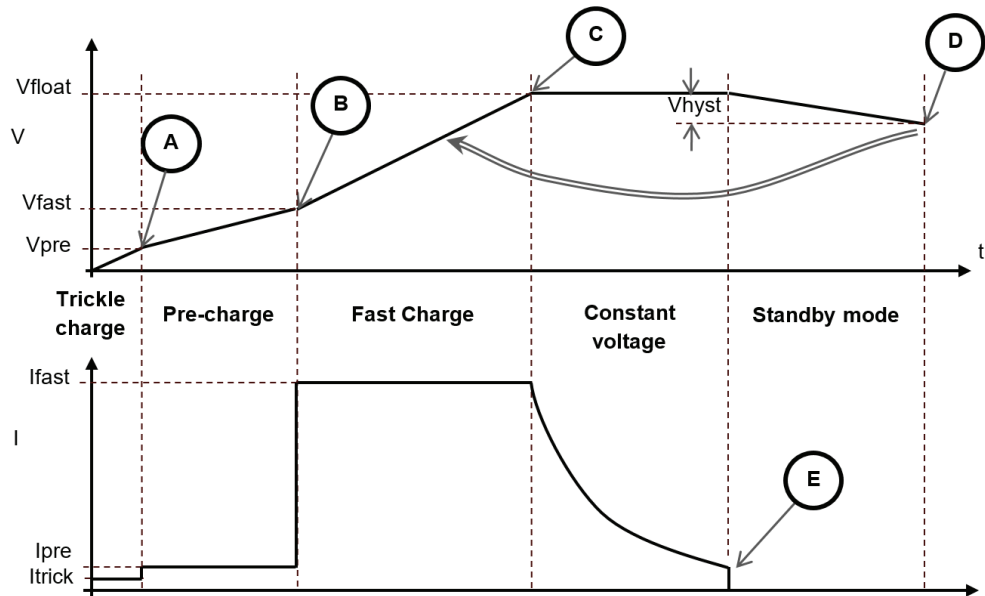 C
D
Vfloat
B
Vhyst
V
A
Vfast
Vpre
t
Trickle
charge
Pre-charge
Fast Charge
Constant
voltage
Standby mode
Ifast
I
E
Ipre
Itrick